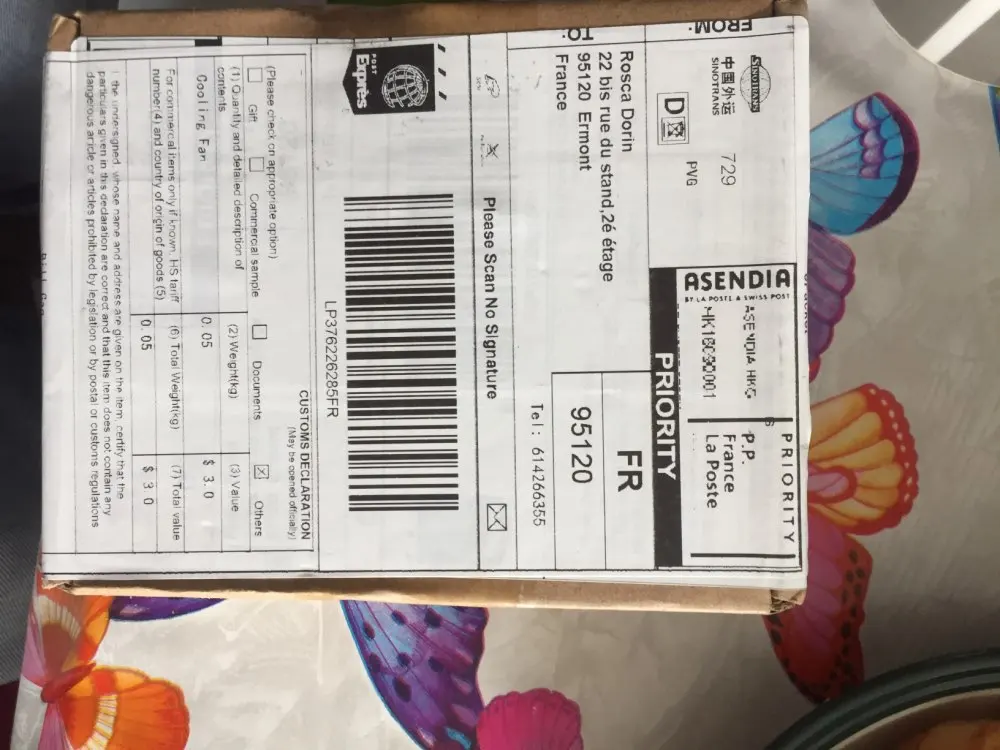 FROM:
SINOTRANS
中国外运
SINOTRANS
729
PVG
D
ASENDIA
BY LA POSTE & SWISS POST
ASENDIA HKG
PRIORITY
P.P.
France
La Poste
PRIORITY
TO:
Rosca Dorin
22 bis rue du stand,2é étage
95120 Ermont
France
FR
95120
Tel: 614266355
Please Scan No Signature
POST
Exprès
LP376226285FR
CUSTOMS DECLARATION
(May be opened officially)
(Please check on appropriate option)
Gift
Commercial sample
Documents
Others
(1) Quantity and detailed description of
contents
(2) Weight(kg)
(3) Value
Cooling Fan
0.05
$ 3.0
For commercial items only if known, HS tariff
number(4) and country of origin of goods (5)
(6) Total Weight(kg)
(7) Total value
0.05
$ 3.0
I the undersigned, whose name and address are given on the item, certify that the
particulars given in this declaration are correct and that this item does not contain any
dangerous article or articles prohibited by legislation or by postal or customs regulations